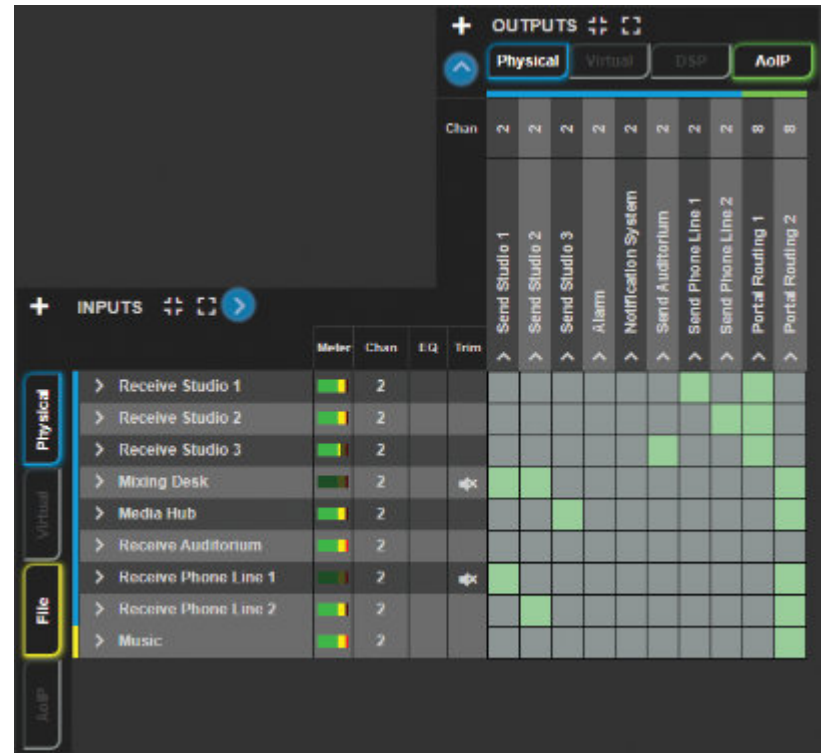 OUTPUTS
Physical Virtual DSP AoIP
Chan 2 2 2 2 2 2 2 2 8 8
Send Studio 1
Send Studio 2
Send Studio 3
Alarm
Notification System
Send Auditorium
Send Phone Line 1
Send Phone Line 2
Portal Routing 1
Portal Routing 2
INPUTS
Meter Chan EQ Trim
Physical
Virtual
File
AoIP
Receive Studio 1 2
Receive Studio 2 2
Receive Studio 3 2
Mixing Desk 2
Media Hub 2
Receive Auditorium 2
Receive Phone Line 1 2
Receive Phone Line 2 2
Music 2